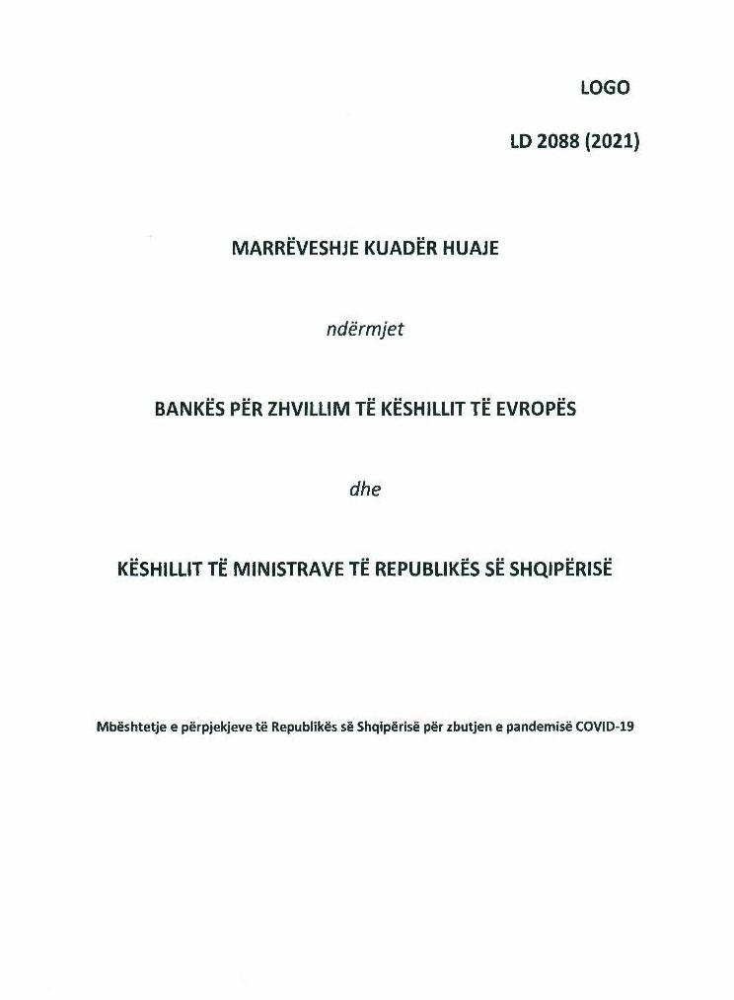 LOGO
LD 2088 (2021)
MARRËVESHJE KUADËR HUAJE
ndërmjet
BANKËS PËR ZHVILLIM TË KËSHILLIT TË EVROPËS
dhe
KËSHILLIT TË MINISTRAVE TË REPUBLIKËS SË SHQIPËRISË
Mbështetje e përpjekjeve të Republikës së Shqipërisë për zbutjen e pandemisë COVID-19